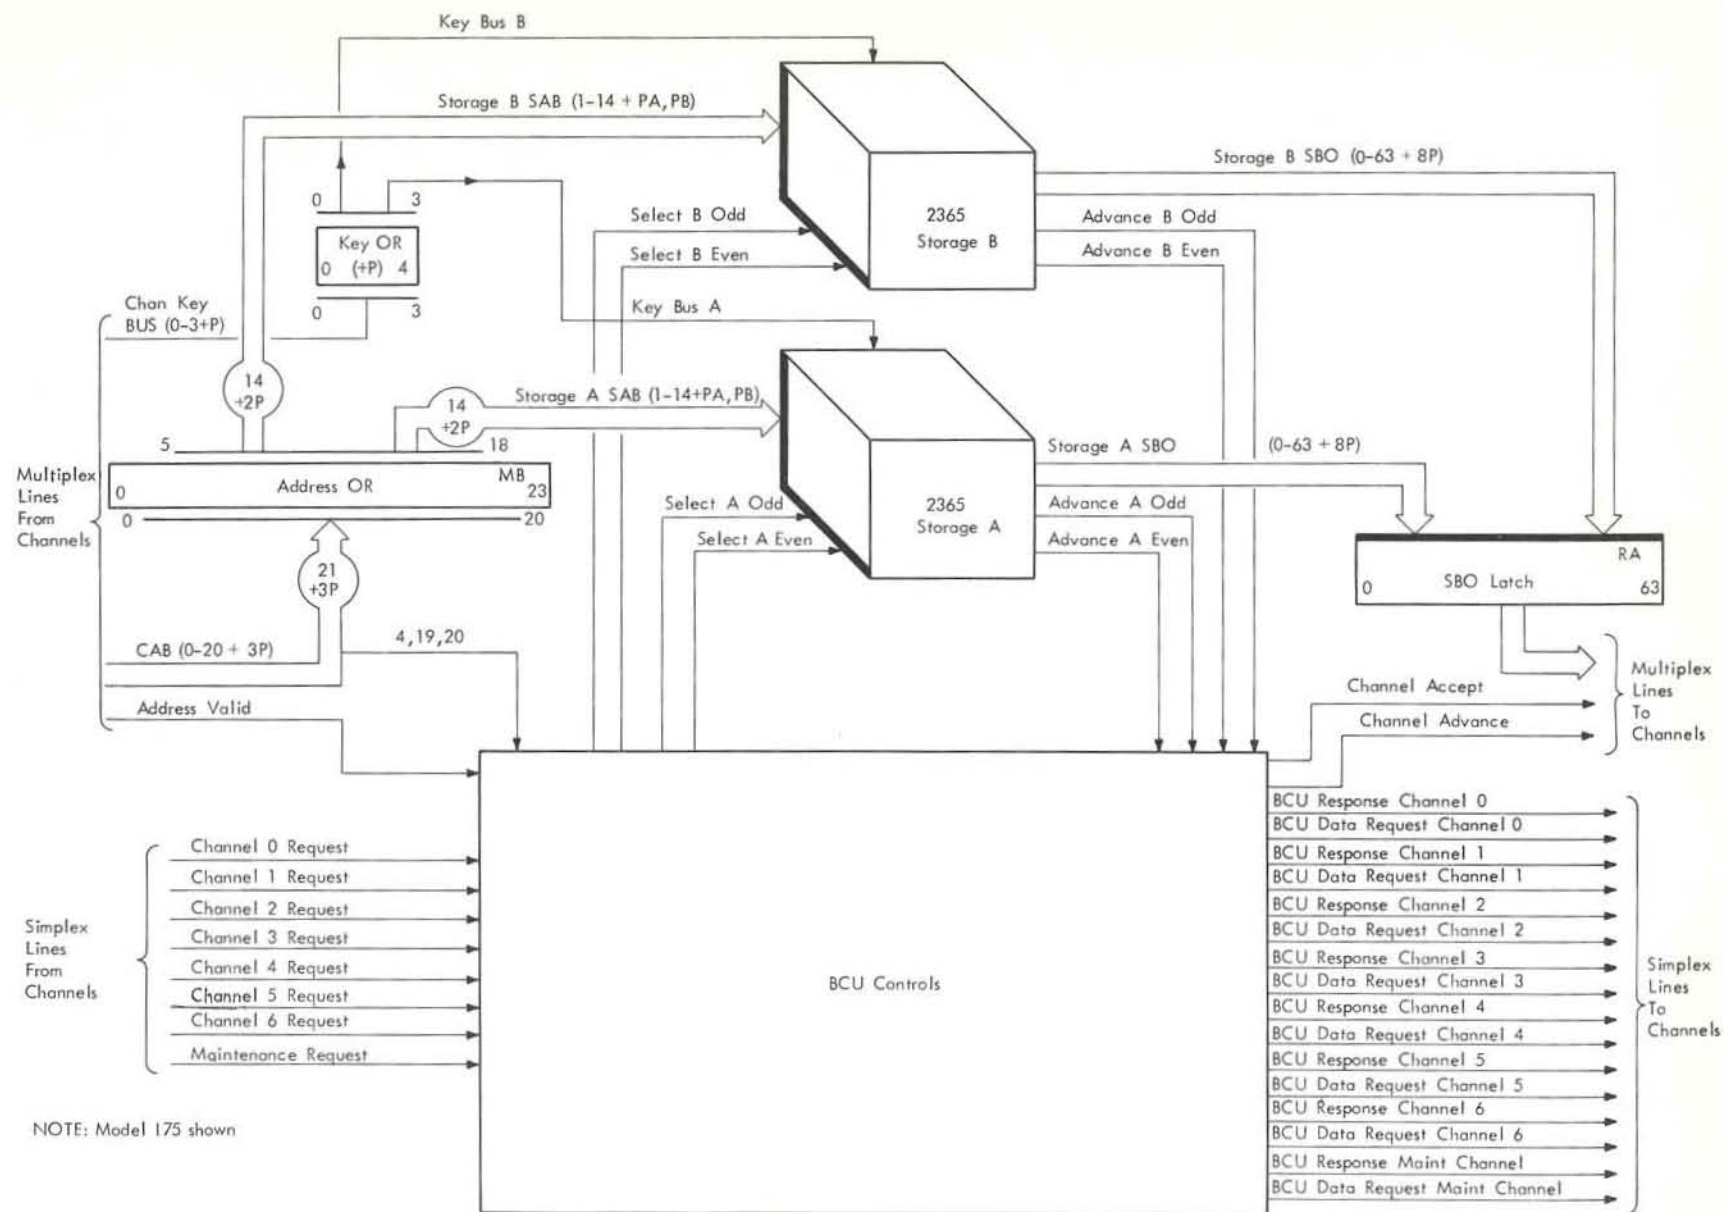 Key Bus B
Storage B SAB (1-14 + PA,PB)
Storage B SBO (0-63 + 8P)
0
3
Key OR
0 (+P) 4
0
3
Select B Odd
2365
Storage B
Advance B Odd
Select B Even
Advance B Even
Chan Key
BUS (0-3+P)
Key Bus A
14
+2P
Storage A SAB (1-14+PA,PB)
14
+2P
5
18
Storage A SBO
(0-63 + 8P)
Multiplex
Lines
From
Channels
0
Address OR
MB
23
0
20
Select A Odd
2365
Storage A
Advance A Odd
Select A Even
Advance A Even
RA
0
SBO Latch
63
21
+3P
4,19,20
CAB (0-20 + 3P)
Address Valid
Channel Accept
Channel Advance
Multiplex
Lines
To
Channels
Simplex
Lines
From
Channels
Channel 0 Request
Channel 1 Request
Channel 2 Request
Channel 3 Request
Channel 4 Request
Channel 5 Request
Channel 6 Request
Maintenance Request
BCU Controls
BCU Response Channel 0
BCU Data Request Channel 0
BCU Response Channel 1
BCU Data Request Channel 1
BCU Response Channel 2
BCU Data Request Channel 2
BCU Response Channel 3
BCU Data Request Channel 3
BCU Response Channel 4
BCU Data Request Channel 4
BCU Response Channel 5
BCU Data Request Channel 5
BCU Response Channel 6
BCU Data Request Channel 6
BCU Response Maint Channel
BCU Data Request Maint Channel
Simplex
Lines
To
Channels
NOTE: Model 175 shown